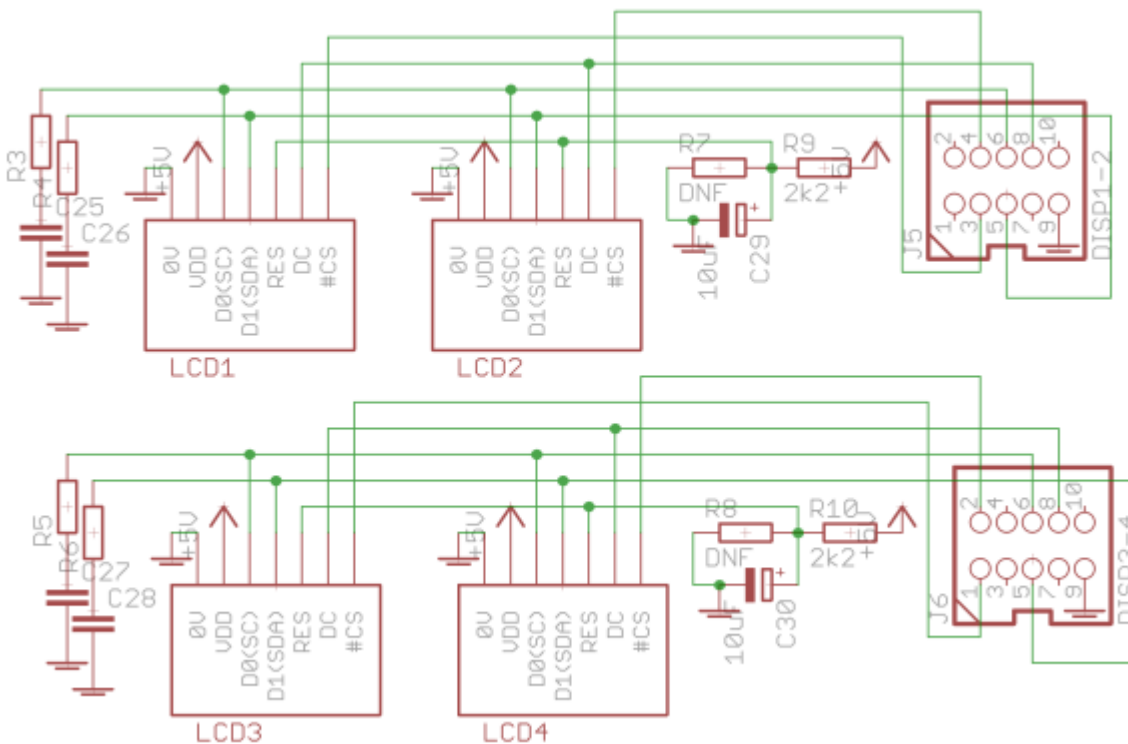 R3
R4
C25
C26
+5V
0V
VDD
D0(SC)
D1(SDA)
RES
DC
#CS
LCD1
+5V
0V
VDD
D0(SC)
D1(SDA)
RES
DC
#CS
LCD2
R7
DNF
R9
2k2
+5V
+
10uF
C29
2 4 6 8 10
1 3 5 7 9
J5
DISP1-2
R5
R6
C27
C28
+5V
0V
VDD
D0(SC)
D1(SDA)
RES
DC
#CS
LCD3
+5V
0V
VDD
D0(SC)
D1(SDA)
RES
DC
#CS
LCD4
R8
DNF
R10
2k2
+5V
+
10uF
C30
2 4 6 8 10
1 3 5 7 9
J6
DISP3-4